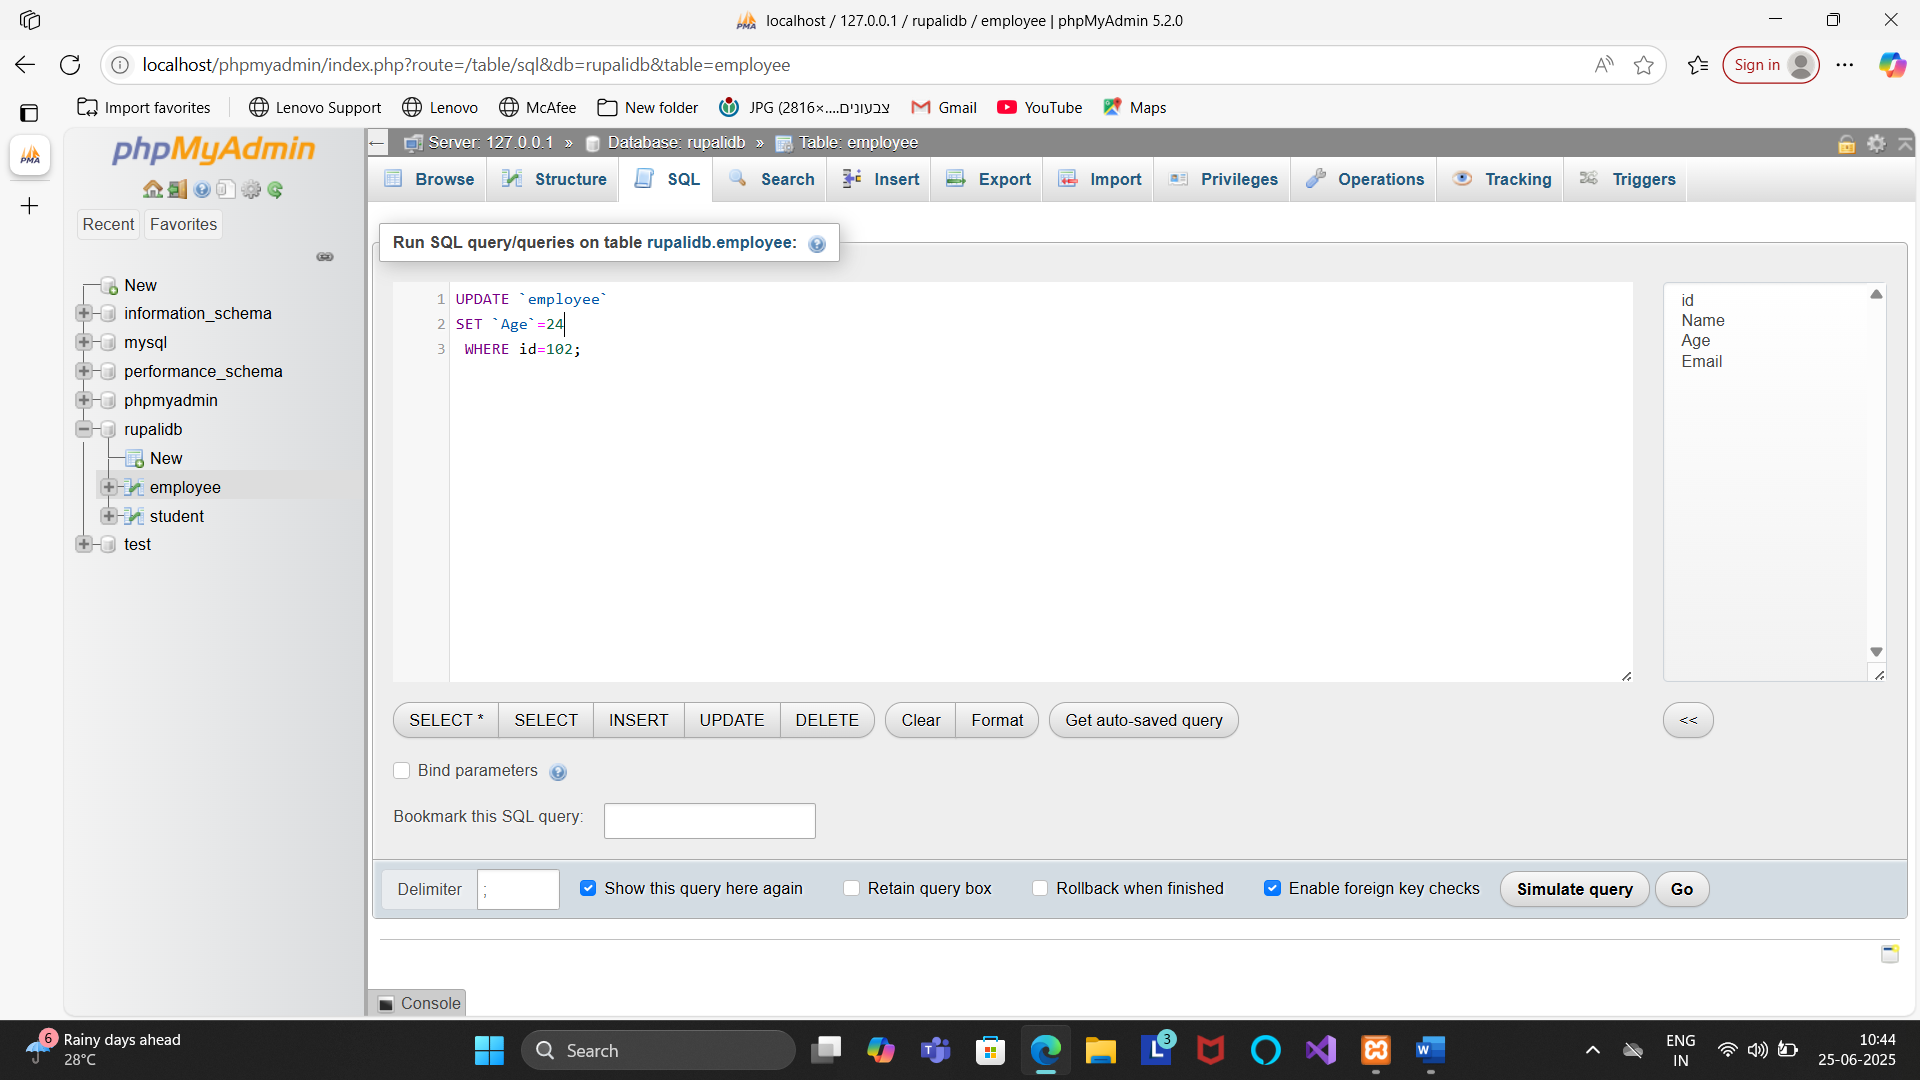 localhost / 127.0.0.1 / rupalidb / employee | phpMyAdmin 5.2.0
localhost/phpmyadmin/index.php?route=/table/sql&db=rupalidb&table=employee
Sign in
Import favorites
Lenovo Support
Lenovo
McAfee
New folder
JPG (2816×....צבעונים
Gmail
YouTube
Maps
PMA
phpMyAdmin
Recent
Favorites
New
information_schema
mysql
performance_schema
phpmyadmin
rupalidb
New
employee
student
test
Server: 127.0.0.1 » Database: rupalidb » Table: employee
Browse
Structure
SQL
Search
Insert
Export
Import
Privileges
Operations
Tracking
Triggers
Run SQL query/queries on table rupalidb.employee:
1 UPDATE `employee`
2 SET `Age`=24
3 WHERE id=102;
id
Name
Age
Email
SELECT *
SELECT
INSERT
UPDATE
DELETE
Clear
Format
Get auto-saved query
<<
Bind parameters
Bookmark this SQL query:
Delimiter
;
Show this query here again
Retain query box
Rollback when finished
Enable foreign key checks
Simulate query
Go
Console
6
Rainy days ahead
28°C
Search
3
ENG
IN
10:44
25-06-2025